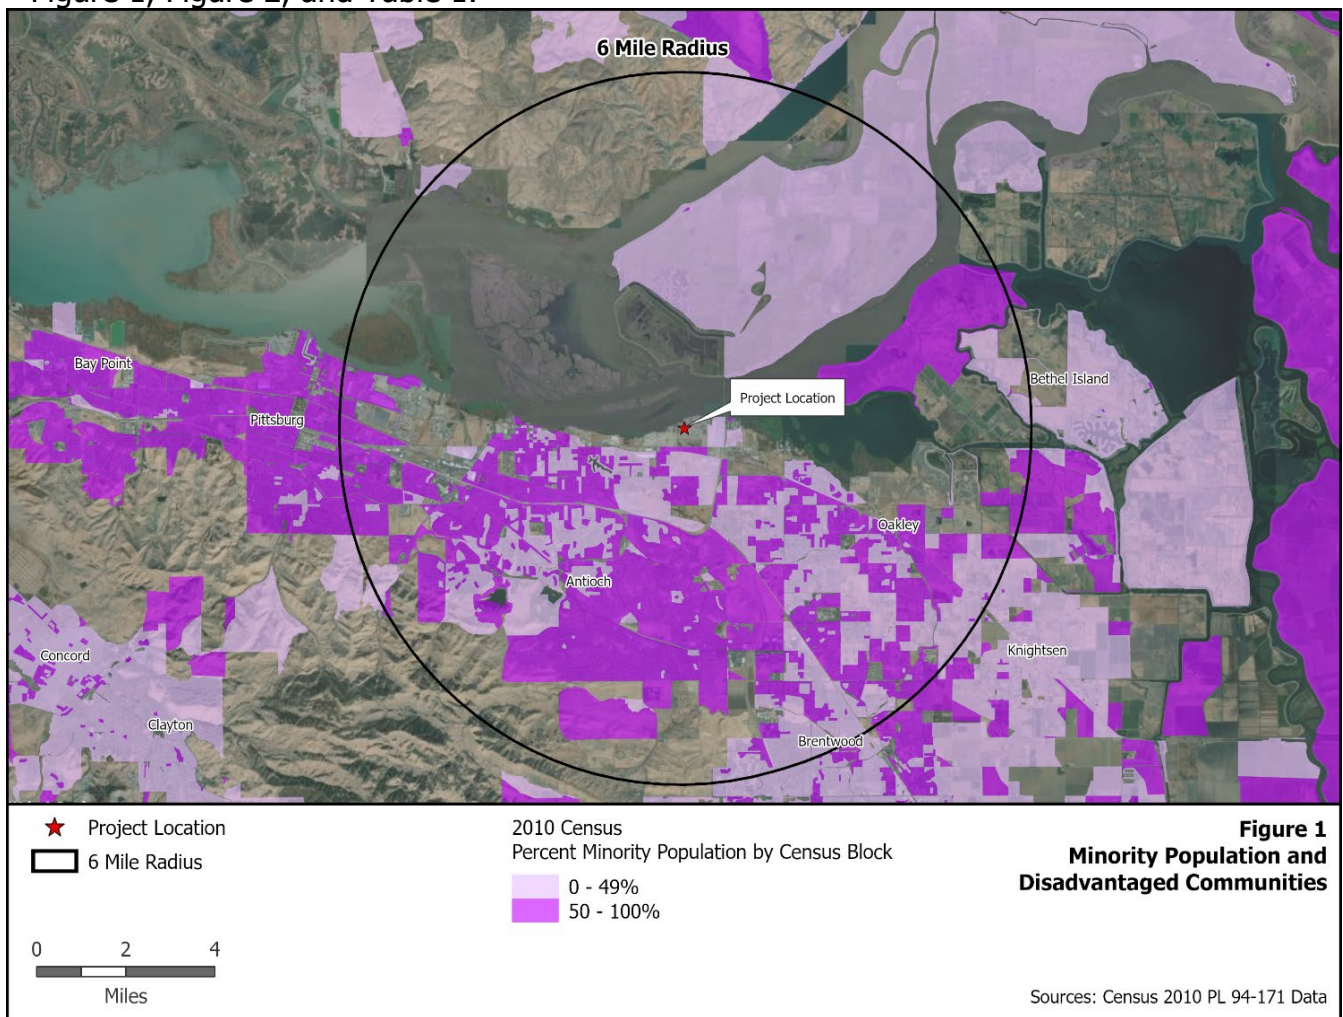 Figure 1, Figure 2, and Table 1.
6 Mile Radius
Bay Point
Bethel Island
Project Location
Pittsburg
Oakley
Antioch
Knightsen
Concord
Clayton
Brentwood
Project Location
6 Mile Radius
0 2 4
Miles
2010 Census
Percent Minority Population by Census Block
0 - 49%
50 - 100%
Figure 1
Minority Population and
Disadvantaged Communities
Sources: Census 2010 PL 94-171 Data